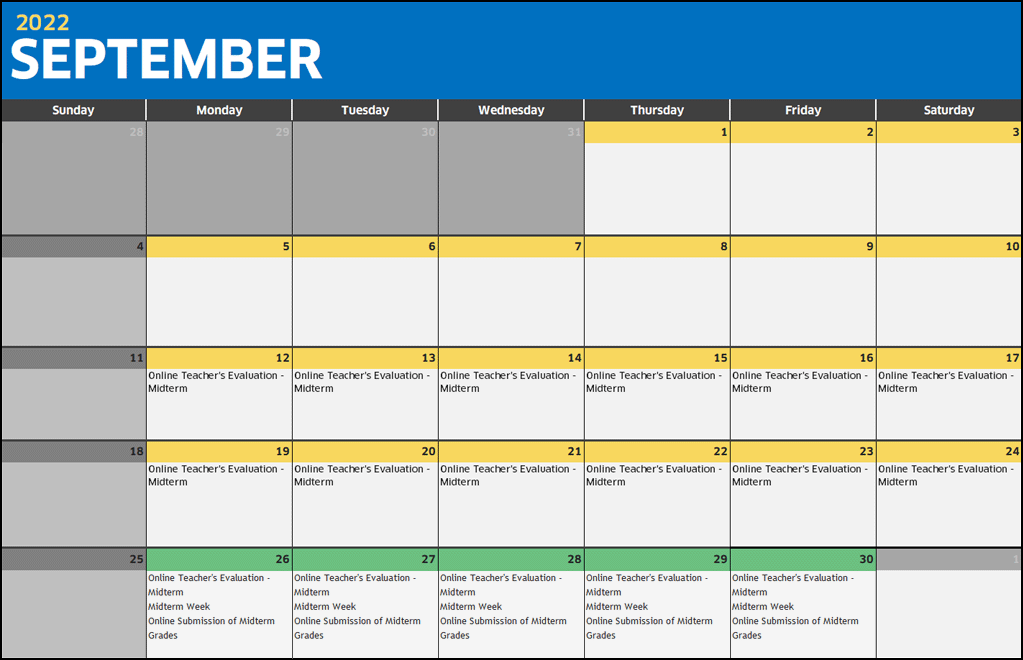 2022
SEPTEMBER
Sunday Monday Tuesday Wednesday Thursday Friday Saturday
28 29 30 31 1 2 3
4 5 6 7 8 9 10
11 12 13 14 15 16 17
Online Teacher's Evaluation - Online Teacher's Evaluation - Online Teacher's Evaluation - Online Teacher's Evaluation - Online Teacher's Evaluation - Online Teacher's Evaluation -
Midterm Midterm Midterm Midterm Midterm Midterm
18 19 20 21 22 23 24
Online Teacher's Evaluation - Online Teacher's Evaluation - Online Teacher's Evaluation - Online Teacher's Evaluation - Online Teacher's Evaluation - Online Teacher's Evaluation -
Midterm Midterm Midterm Midterm Midterm Midterm
25 26 27 28 29 30 1
Online Teacher's Evaluation - Online Teacher's Evaluation - Online Teacher's Evaluation - Online Teacher's Evaluation - Online Teacher's Evaluation -
Midterm Midterm Midterm Midterm Midterm
Midterm Week Midterm Week Midterm Week Midterm Week Midterm Week
Online Submission of Midterm Online Submission of Midterm Online Submission of Midterm Online Submission of Midterm Online Submission of Midterm
Grades Grades Grades Grades Grades